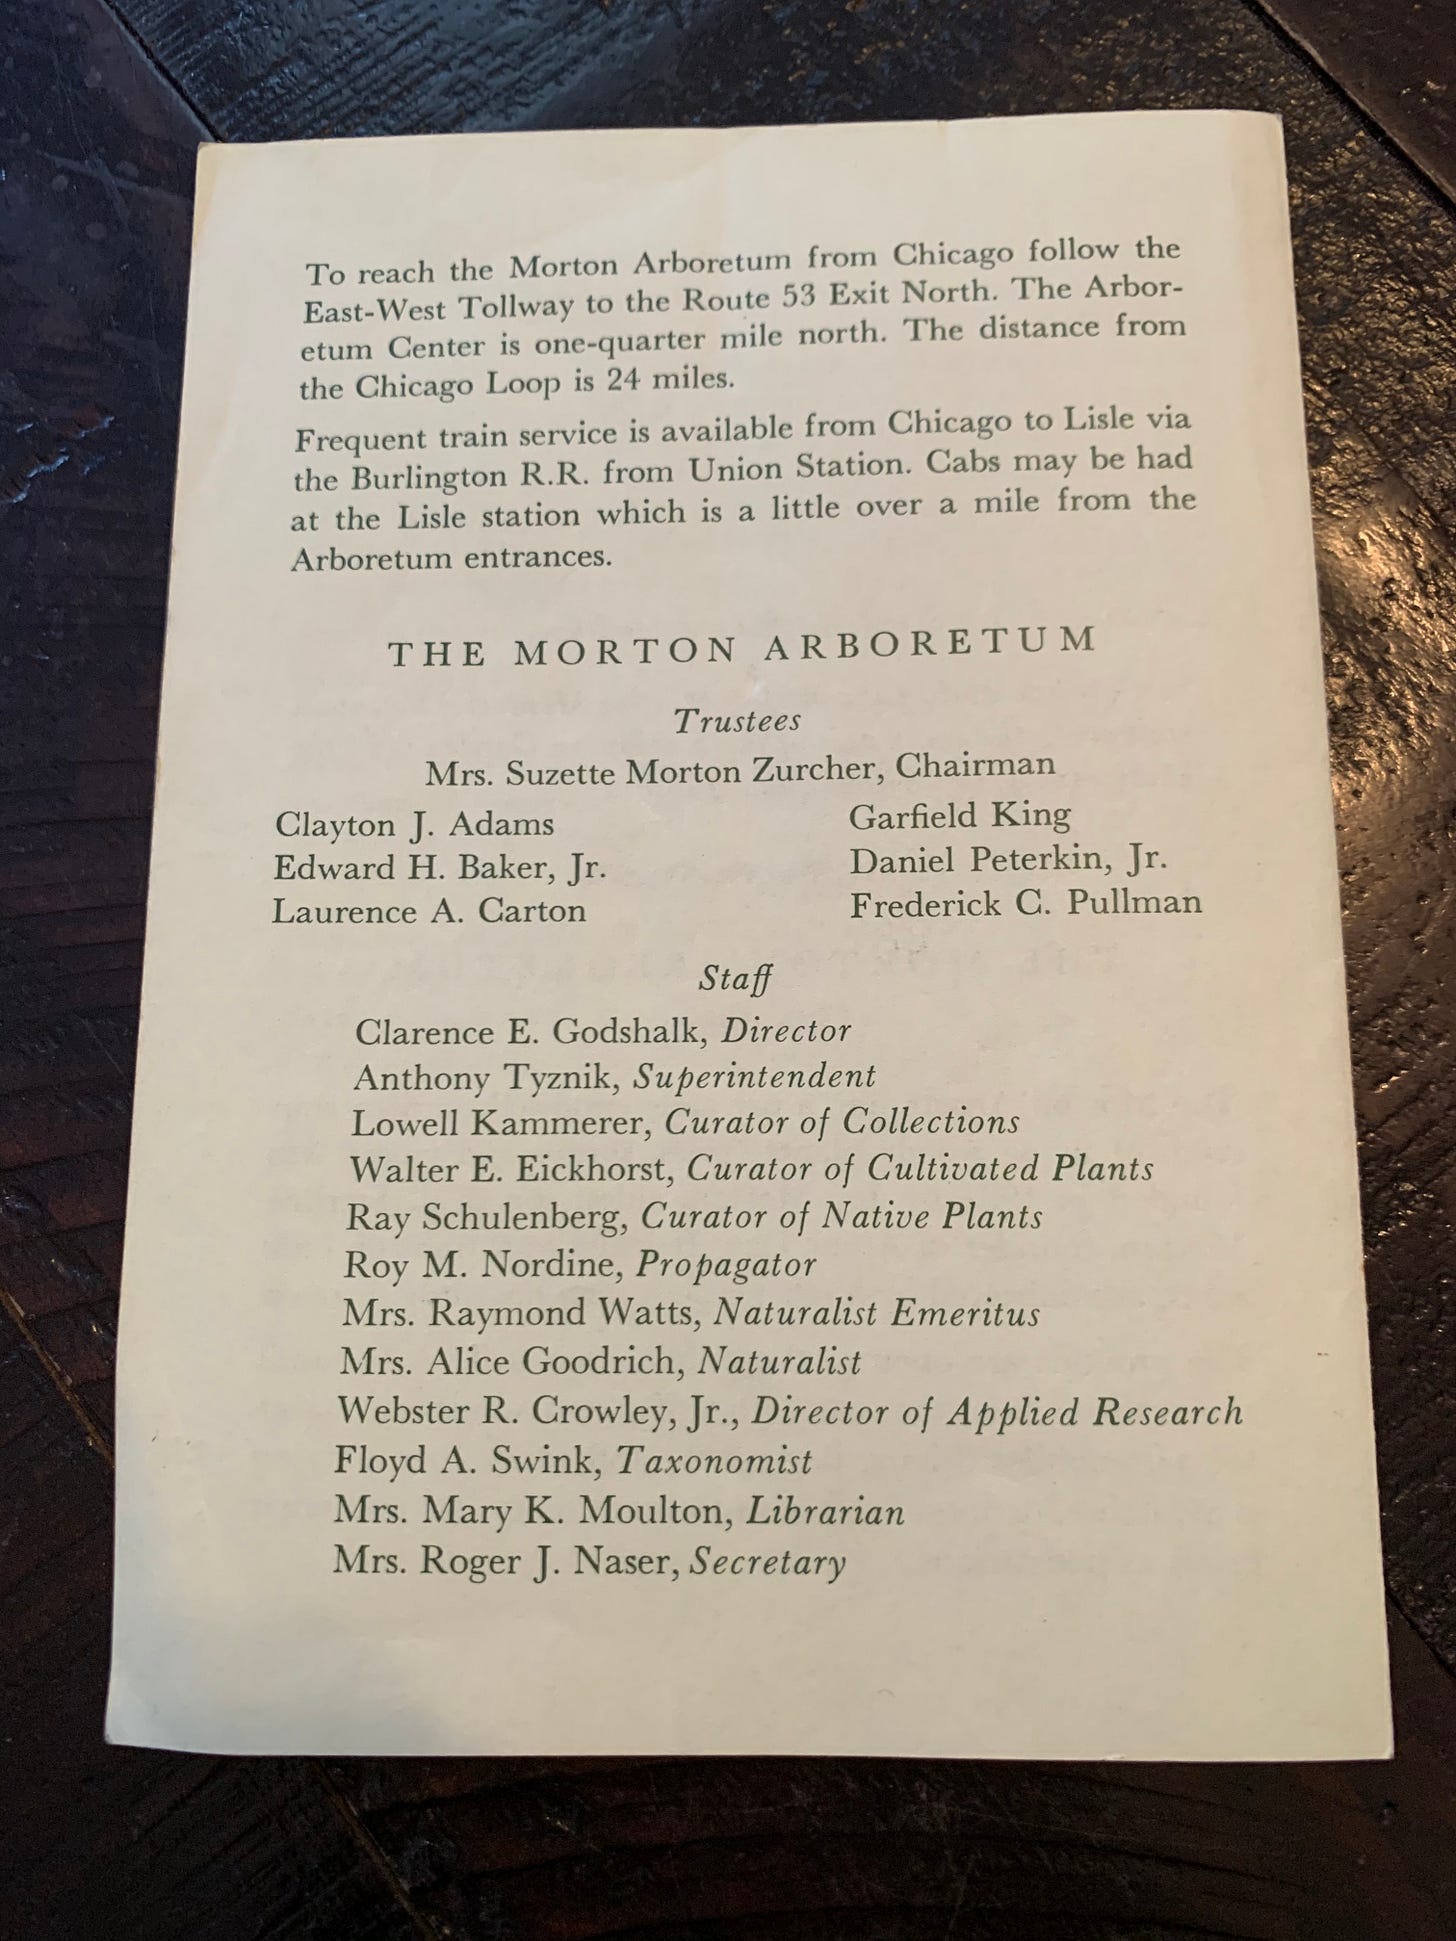 To reach the Morton Arboretum from Chicago follow the
East-West Tollway to the Route 53 Exit North. The Arbor-
etum Center is one-quarter mile north. The distance from
the Chicago Loop is 24 miles.
Frequent train service is available from Chicago to Lisle via
the Burlington R.R. from Union Station. Cabs may be had
at the Lisle station which is a little over a mile from the
Arboretum entrances.
THE MORTON ARBORETUM
Trustees
Mrs. Suzette Morton Zurcher, Chairman
Clayton J. Adams
Edward H. Baker, Jr.
Laurence A. Carton
Garfield King
Daniel Peterkin, Jr.
Frederick C. Pullman
Staff
Clarence E. Godshalk, Director
Anthony Tyznik, Superintendent
Lowell Kammerer, Curator of Collections
Walter E. Eickhorst, Curator of Cultivated Plants
Ray Schulenberg, Curator of Native Plants
Roy M. Nordine, Propagator
Mrs. Raymond Watts, Naturalist Emeritus
Mrs. Alice Goodrich, Naturalist
Webster R. Crowley, Jr., Director of Applied Research
Floyd A. Swink, Taxonomist
Mrs. Mary K. Moulton, Librarian
Mrs. Roger J. Naser, Secretary